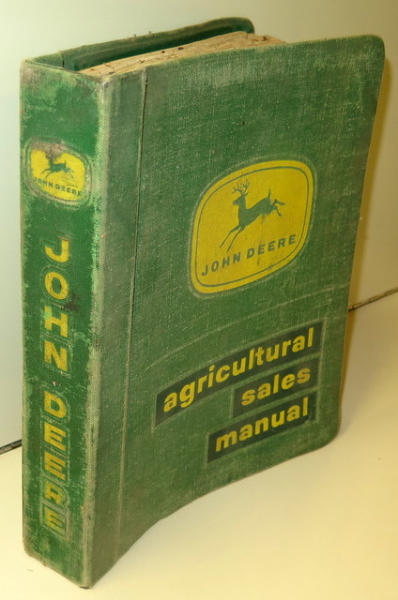 JOHN DEERE
JOHN DEERE
JOHN DEERE
agricultural
sales
manual